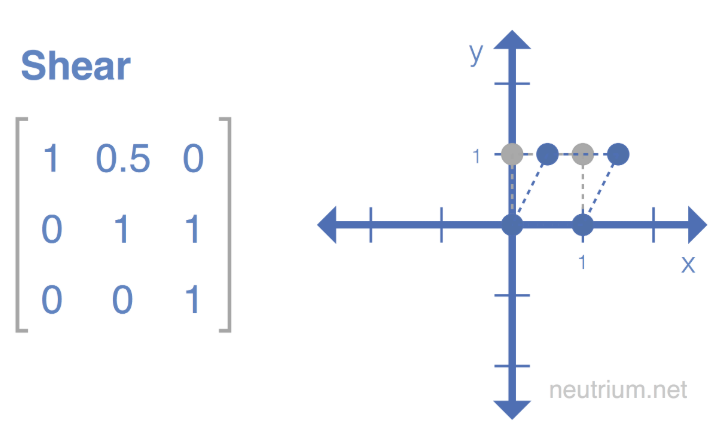 Shear
1 0.5 0
0 1 1
0 0 1
y
1
1
x
neutrium.net